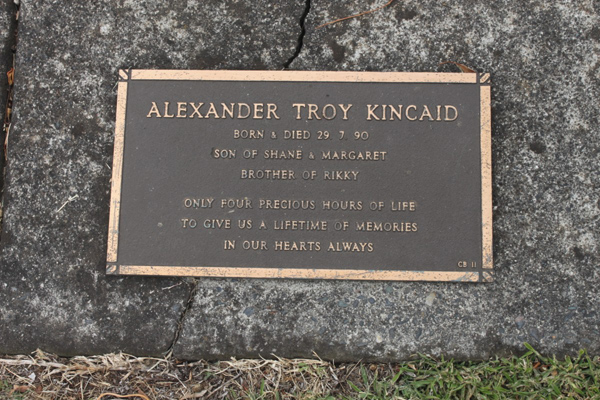 ALEXANDER TROY KINCAID
BORN & DIED 29. 7. 90
SON OF SHANE & MARGARET
BROTHER OF RIKKY
ONLY FOUR PRECIOUS HOURS OF LIFE
TO GIVE US A LIFETIME OF MEMORIES
IN OUR HEARTS ALWAYS
CB 11